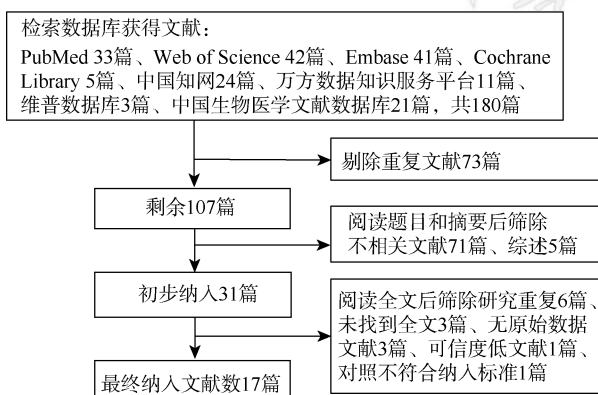 检索数据库获得文献：
PubMed 33篇、Web of Science 42篇、Embase 41篇、Cochrane
Library 5篇、中国知网24篇、万方数据知识服务平台11篇、
维普数据库3篇、中国生物医学文献数据库21篇，共180篇
剔除重复文献73篇
剩余107篇
阅读题目和摘要后筛除
不相关文献71篇、综述5篇
初步纳入31篇
阅读全文后筛除研究重复6篇、
未找到全文3篇、无原始数据
文献3篇、可信度低文献1篇、
对照不符合纳入标准1篇
最终纳入文献数17篇